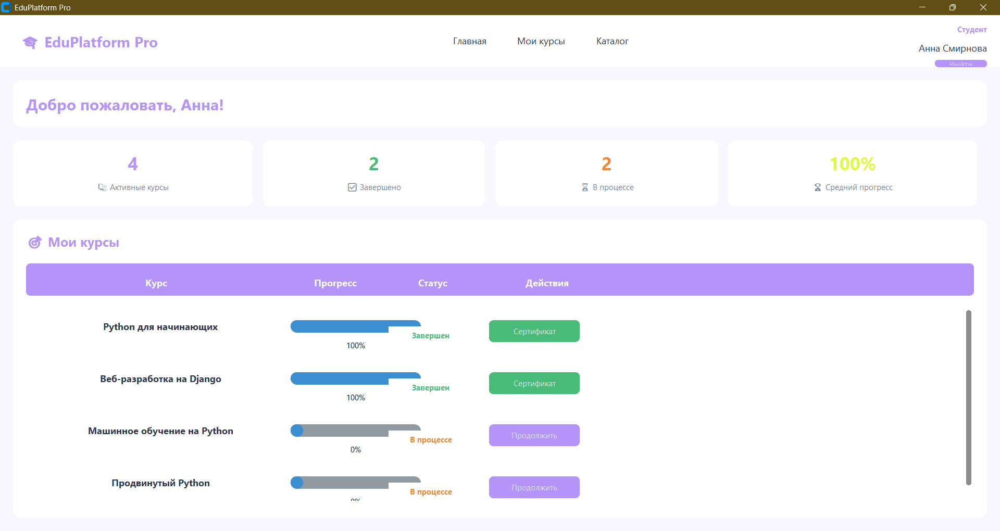 EduPlatform Pro
EduPlatform Pro
Главная Мои курсы Каталог
Студент
Анна Смирнова
Выйти
Добро пожаловать, Анна!
4
Активные курсы
2
Завершено
2
В процессе
100%
Средний прогресс
Мои курсы
Курс Прогресс Статус Действия
Python для начинающих
100%
Завершен
Сертификат
Веб-разработка на Django
100%
Завершен
Сертификат
Машинное обучение на Python
0%
В процессе
Продолжить
Продвинутый Python
0%
В процессе
Продолжить